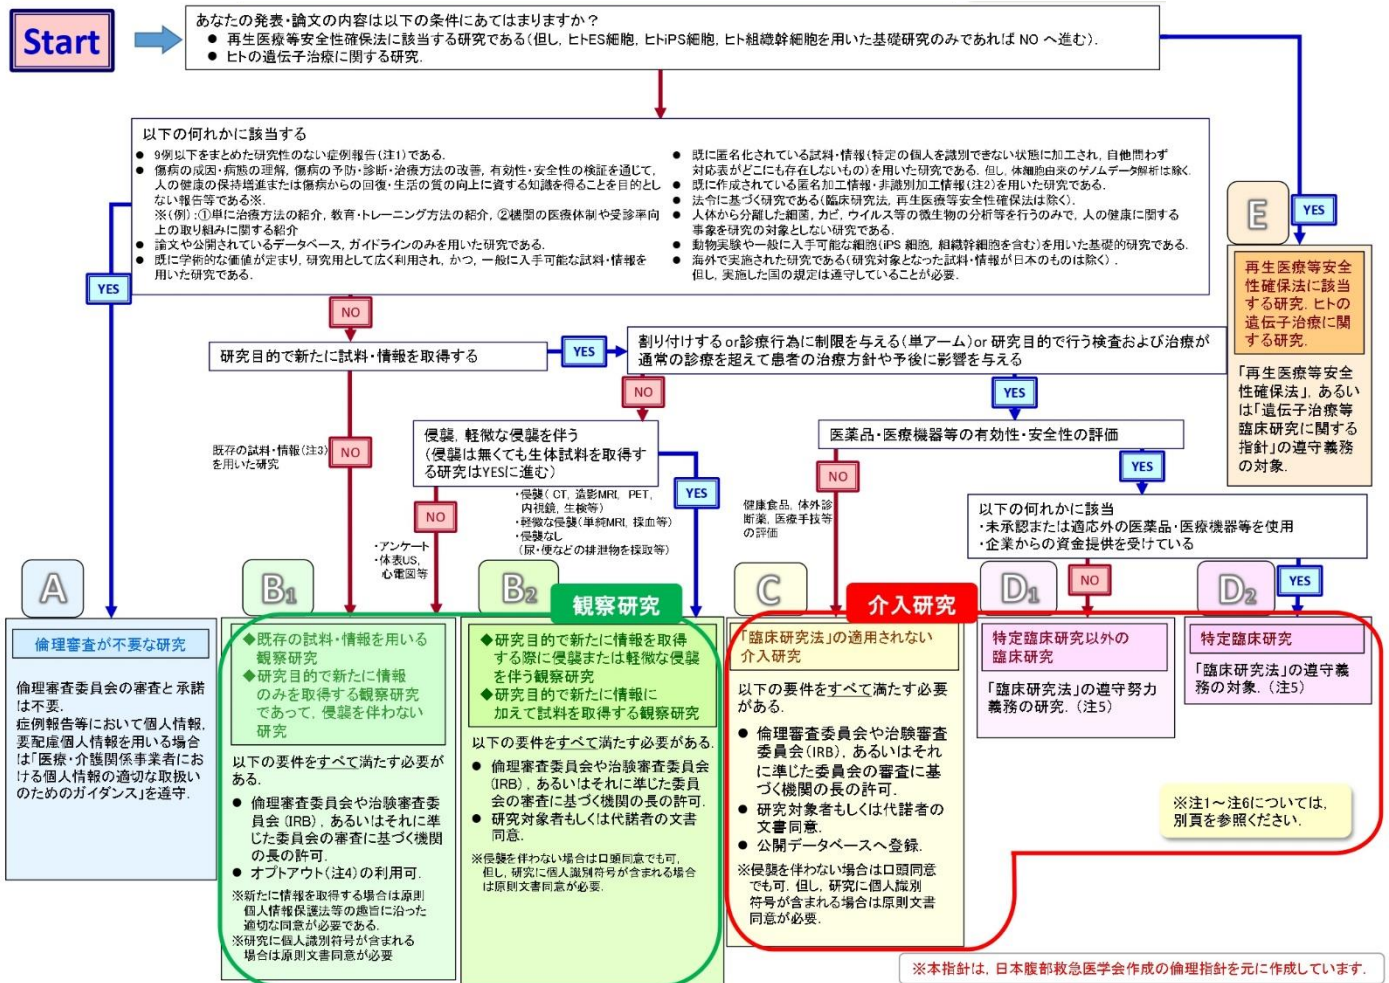 Start
あなたの発表・論文の内容は以下の条件にあてはまりますか？
● 再生医療等安全性確保法に該当する研究である（但し，ヒトES細胞，ヒトiPS細胞，ヒト組織幹細胞を用いた基礎研究のみであれば NO へ進む）．
● ヒトの遺伝子治療に関する研究．
以下の何れかに該当する
● 9例以下をまとめた研究性のない症例報告（注1）である．
● 傷病の成因・病態の理解，傷病の予防・診断・治療方法の改善，有効性・安全性の検証を通じて，
人の健康の保持増進または傷病からの回復・生活の質の向上に資する知識を得ることを目的とし
ない報告等である※．
※（例）：①単に治療方法の紹介，教育・トレーニング方法の紹介，②機関の医療体制や受診率向
上の取り組みに関する紹介
● 論文や公開されているデータベース，ガイドラインのみを用いた研究である．
● 既に学術的な価値が定まり，研究用として広く利用され，かつ，一般に入手可能な試料・情報を
用いた研究である．
● 既に匿名化されている試料・情報（特定の個人を識別できない状態に加工され，自他問わず
対応表がどこにも存在しないもの）を用いた研究である．但し，体細胞由来のゲノムデータ解析は除く．
● 既に作成されている匿名加工情報・非識別加工情報（注2）を用いた研究である．
● 法令に基づく研究である（臨床研究法，再生医療等安全性確保法は除く）．
● 人体から分離した細菌，カビ，ウイルス等の微生物の分析等を行うのみで，人の健康に関する
事象を研究の対象としない研究である．
● 動物実験や一般に入手可能な細胞（iPS 細胞，組織幹細胞を含む）を用いた基礎的研究である．
● 海外で実施された研究である（研究対象となった試料・情報が日本のものは除く）．
但し，実施した国の規定は遵守していることが必要．
YES
E
YES
再生医療等安全
性確保法に該当
する研究．ヒトの
遺伝子治療に関
する研究．
「再生医療等安全
性確保法」，あるい
は「遺伝子治療等
臨床研究に関する
指針」の遵守義務
の対象．
NO
研究目的で新たに試料・情報を取得する
YES
割り付けする or診療行為に制限を与える（単アーム）or 研究目的で行う検査および治療が
通常の診療を超えて患者の治療方針や予後に影響を与える
NO
YES
既存の試料・情報（注3）
を用いた研究
NO
侵襲，軽微な侵襲を伴う
（侵襲は無くても生体試料を取得す
る研究はYESに進む）
医薬品・医療機器等の有効性・安全性の評価
NO
・アンケート
・体表US,
心電図等
・侵襲（CT, 造影MRI, PET,
内視鏡, 生検等）
・軽微な侵襲（単純MRI, 採血等）
・侵襲なし
（尿・便などの排泄物を採取等）
YES
NO
健康食品，体外診
断薬，医療手技等
の評価
YES
以下の何れかに該当
・未承認または適応外の医薬品・医療機器等を使用
・企業からの資金提供を受けている
NO
YES
A
倫理審査が不要な研究
倫理審査委員会の審査と承諾
は不要．
症例報告等において個人情報，
要配慮個人情報を用いる場合
は「医療・介護関係事業者にお
ける個人情報の適切な取扱い
のためのガイダンス」を遵守．
B1
◆既存の試料・情報を用いる
観察研究
◆研究目的で新たに情報
のみを取得する観察研究
であって，侵襲を伴わない
研究
以下の要件をすべて満たす必要が
ある．
● 倫理審査委員会や治験審査委
員会（IRB），あるいはそれに準
じた委員会の審査に基づく機関
の長の許可．
● オプトアウト（注4）の利用可．
※新たに情報を取得する場合は原則
個人情報保護法等の趣旨に沿った
適切な同意が必要である．
※研究に個人識別符号が含まれる
場合は原則文書同意が必要
B2
観察研究
◆研究目的で新たに情報を取得
する際に侵襲または軽微な侵襲
を伴う観察研究
◆研究目的で新たに情報に
加えて試料を取得する観察研究
以下の要件をすべて満たす必要がある．
● 倫理審査委員会や治験審査委員会
（IRB），あるいはそれに準じた委員
会の審査に基づく機関の長の許可．
● 研究対象者もしくは代諾者の文書
同意．
※侵襲を伴わない場合は口頭同意でも可，
但し，研究に個人識別符号が含まれる場合
は原則文書同意が必要．
C
介入研究
「臨床研究法」の適用されない
介入研究
以下の要件をすべて満たす必要
がある．
● 倫理審査委員会や治験審査
委員会（IRB），あるいはそれ
に準じた委員会の審査に基
づく機関の長の許可．
● 研究対象者もしくは代諾者の
文書同意．
● 公開データベースへ登録．
※侵襲を伴わない場合は口頭同意
でも可．但し，研究に個人識別
符号が含まれる場合は原則文書
同意が必要．
D1
特定臨床研究以外の
臨床研究
「臨床研究法」の遵守努力
義務の研究．（注5）
D2
特定臨床研究
「臨床研究法」の遵守義
務の対象．（注5）
※注1～注6については，
別頁を参照ください．
※本指針は，日本腹部救急医学会作成の倫理指針を元に作成しています．